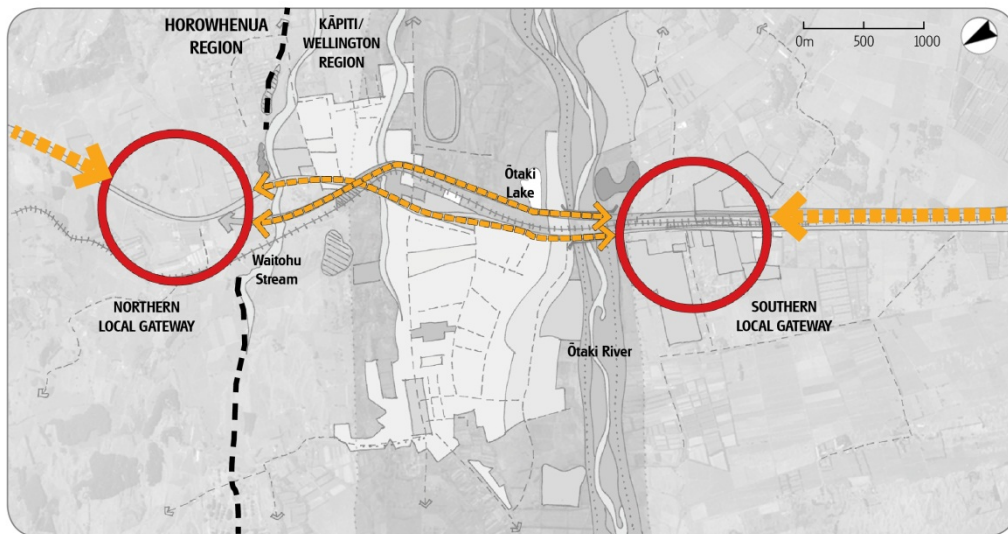 HOROWHENUA
REGION
KĀPITI/
WELLINGTON
REGION
0m 500 1000
Ōtaki
Lake
Waitohu
Stream
NORTHERN
LOCAL GATEWAY
SOUTHERN
LOCAL GATEWAY
Ōtaki River